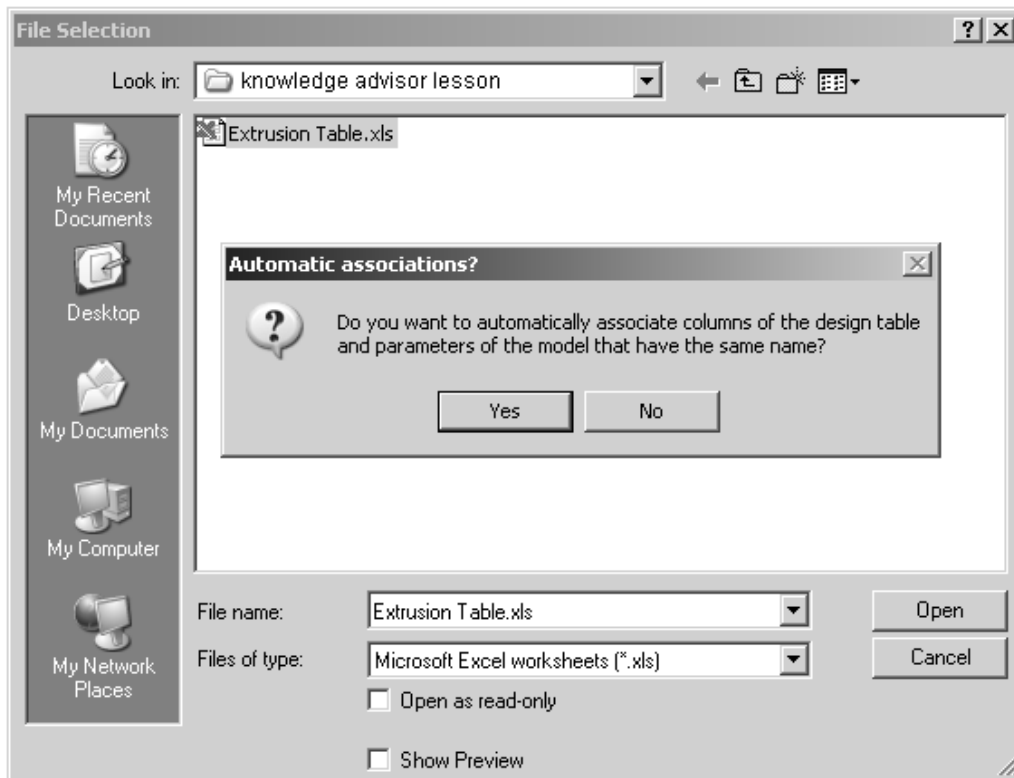 File Selection
?
Look in: knowledge advisor lesson
Extrusion Table.xls
My Recent
Documents
Desktop
My Documents
My Computer
My Network
Places
Automatic associations?
?
Do you want to automatically associate columns of the design table
and parameters of the model that have the same name?
Yes No
File name: Extrusion Table.xls Open
Files of type: Microsoft Excel worksheets (*.xls) Cancel
Open as read-only
Show Preview